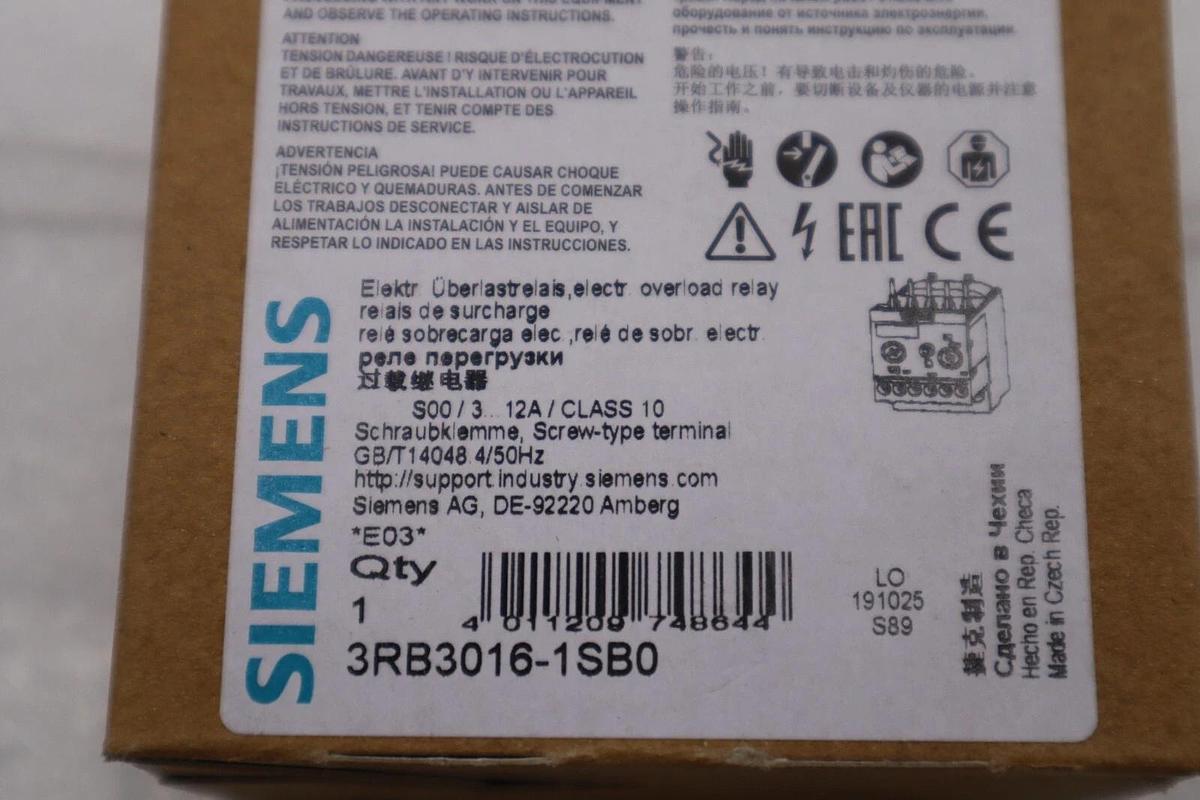 AND OBSERVE THE OPERATING INSTRUCTIONS.
ATTENTION
TENSION DANGEREUSE ! RISQUE D'ÉLECTROCUTION
ET DE BRÛLURE. AVANT D'Y INTERVENIR POUR
TRAVAUX, METTRE L'INSTALLATION OU L'APPAREIL
HORS TENSION, ET TENIR COMPTE DES
INSTRUCTIONS DE SERVICE.
ADVERTENCIA
¡TENSIÓN PELIGROSA! PUEDE CAUSAR CHOQUE
ELÉCTRICO Y QUEMADURAS. ANTES DE COMENZAR
LOS TRABAJOS DESCONECTAR Y AISLAR DE
ALIMENTACIÓN LA INSTALACIÓN Y EL EQUIPO, Y
RESPETAR LO INDICADO EN LAS INSTRUCCIONES.
оборудование от источника электроэнергии,
прочесть и понять инструкцию по эксплуатации.
警告:
危险的电压！有导致电击和灼伤的危险。
开始工作之前，要切断设备及仪器的电源并注意
操作指南。
EAC CE
SIEMENS
Elektr. Überlastrelais,electr. overload relay
relais de surcharge
relé sobrecarga elec.,relé de sobr. electr.
реле перегрузки
过载继电器
S00 / 3... 12A / CLASS 10
Schraubklemme, Screw-type terminal
GB/T14048.4/50Hz
http://support.industry.siemens.com
Siemens AG, DE-92220 Amberg
*E03*
Qty
1
4 011209 748644
3RB3016-1SB0
LO
191025
S89
捷克制造
Сделано в Чехии
Hecho en Rep. Checa
Made in Czech Rep.